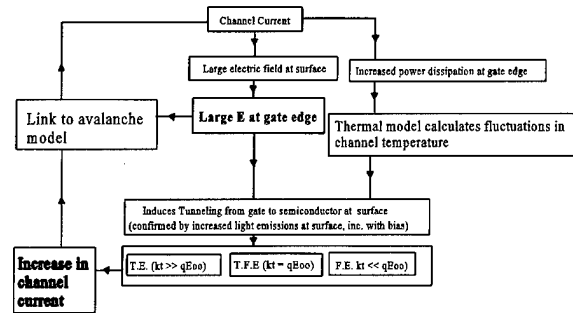 Channel Current
Large electric field at surface
Increased power dissipation at gate edge
Link to avalanche
model
Large E at gate edge
Thermal model calculates fluctuations in
channel temperature
Induces Tunneling from gate to semiconductor at surface
(confirmed by increased light emissions at surface, inc. with bias)
Increase in
channel
current
T.E. (kt >> qEoo)
T.F.E (kt = qEoo)
F.E. kt << qEoo)